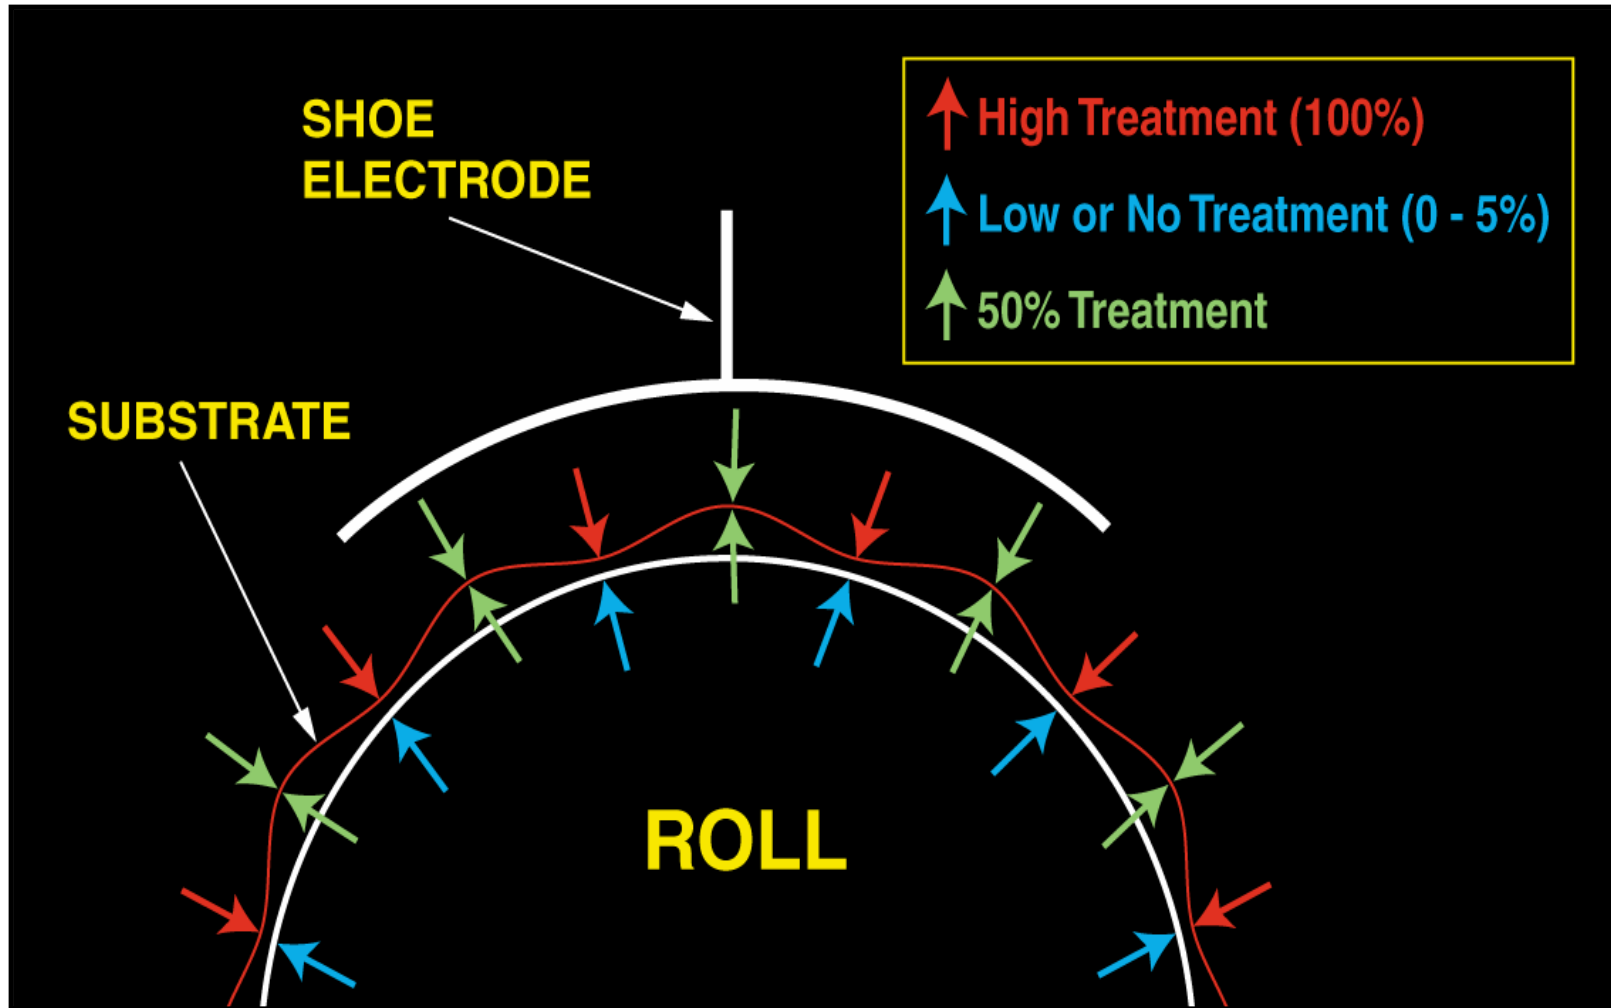 SHOE
ELECTRODE
High Treatment (100%)
Low or No Treatment (0 - 5%)
50% Treatment
SUBSTRATE
ROLL